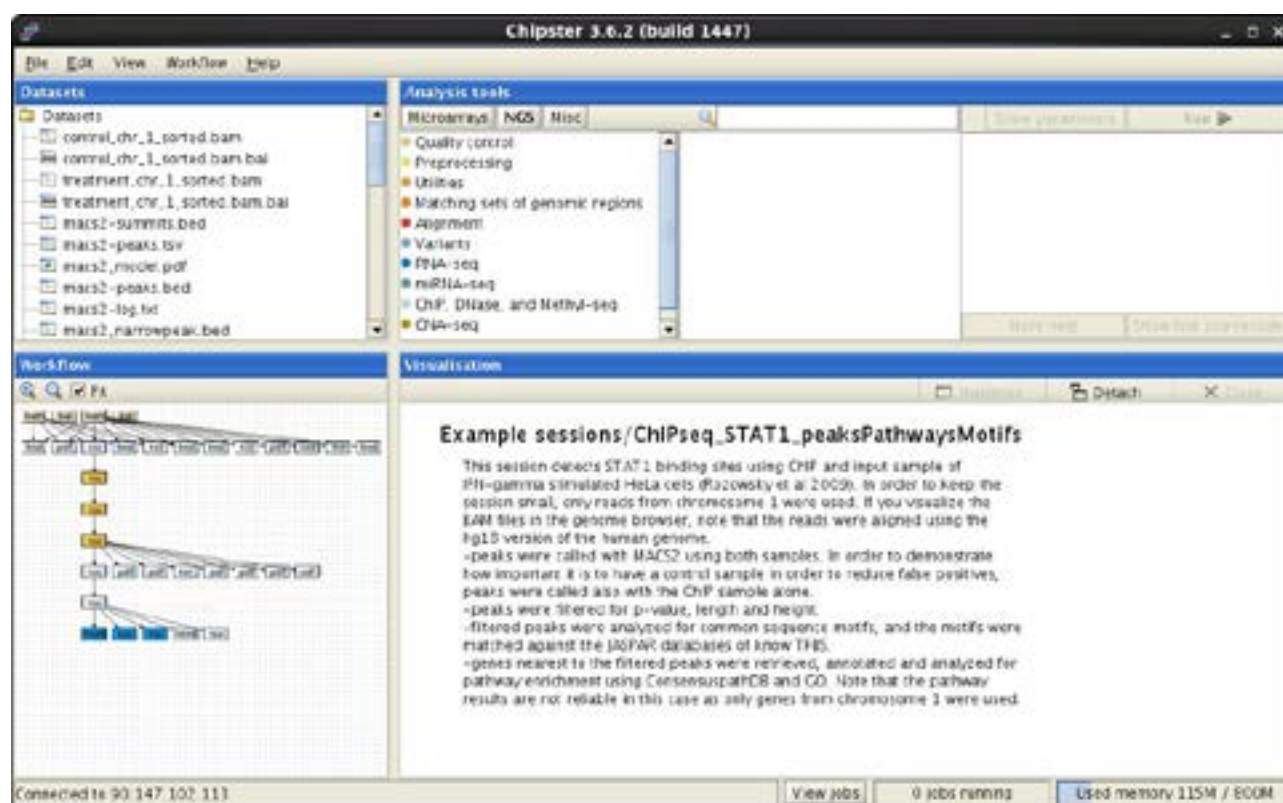 Chipster 3.6.2 (build 1447)
File Edit View Workflow Help
Datasets
Datasets
control_chr_1_sorted.bam
control_chr_1_sorted.bam.bai
treatment_chr_1_sorted.bam
treatment_chr_1_sorted.bam.bai
macs2-summits.bed
macs2-peaks.tsv
macs2_model.pdf
macs2-peaks.bed
macs2-log.txt
macs2_narrowpeak.bed
Analysis tools
Microarrays NGS Misc
Show parameters Run
Quality control
Preprocessing
Utilities
Matching sets of genomic regions
Alignment
Variants
RNA-seq
miRNA-seq
ChIP, DNase, and Methyl-seq
CNA-seq
More help
Workflow
Fit
Visualisation
Maximise Detach Close
Example sessions/ChIPseq_STAT1_peaksPathwaysMotifs
This session detects STAT1 binding sites using ChIP and input sample of
IFN-gamma stimulated HeLa cells (Rozowsky et al 2009). In order to keep the
session small, only reads from chromosome 1 were used. If you visualize the
BAM files in the genome browser, note that the reads were aligned using the
hg18 version of the human genome.
-peaks were called with MACS2 using both samples. In order to demonstrate
how important it is to have a control sample in order to reduce false positives,
peaks were called also with the ChIP sample alone.
-peaks were filtered for p-value, length and height.
-filtered peaks were analyzed for common sequence motifs, and the motifs were
matched against the JASPAR databases of know TFBS.
-genes nearest to the filtered peaks were retrieved, annotated and analyzed for
pathway enrichment using ConsensuspathDB and GO. Note that the pathway
results are not reliable in this case as only genes from chromosome 1 were used.
Connected to 90.147.102.113
View jobs
0 jobs running
Used memory 115M / 800M